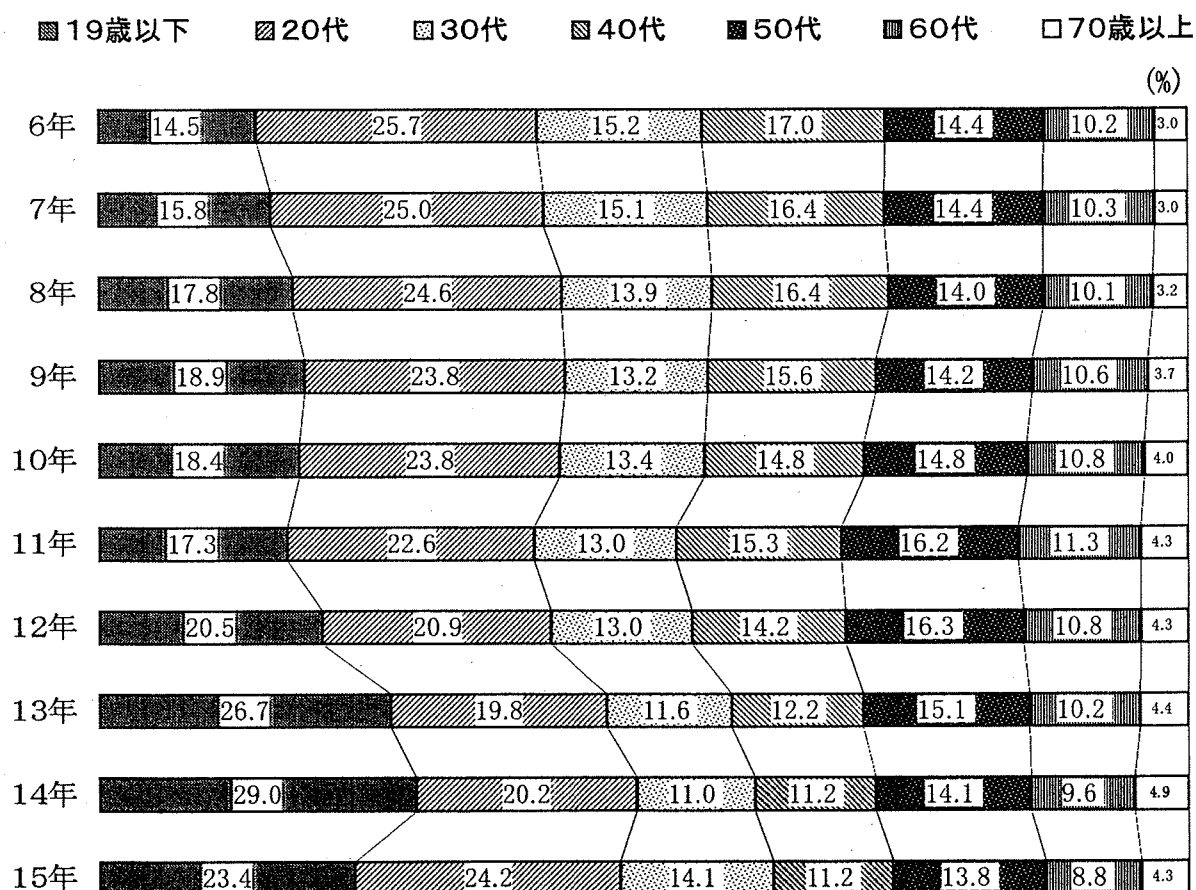 19歳以下 20代 30代 40代 50代 60代 70歳以上
(%)
6年 14.5 25.7 15.2 17.0 14.4 10.2 3.0
7年 15.8 25.0 15.1 16.4 14.4 10.3 3.0
8年 17.8 24.6 13.9 16.4 14.0 10.1 3.2
9年 18.9 23.8 13.2 15.6 14.2 10.6 3.7
10年 18.4 23.8 13.4 14.8 14.8 10.8 4.0
11年 17.3 22.6 13.0 15.3 16.2 11.3 4.3
12年 20.5 20.9 13.0 14.2 16.3 10.8 4.3
13年 26.7 19.8 11.6 12.2 15.1 10.2 4.4
14年 29.0 20.2 11.0 11.2 14.1 9.6 4.9
15年 23.4 24.2 14.1 11.2 13.8 8.8 4.3